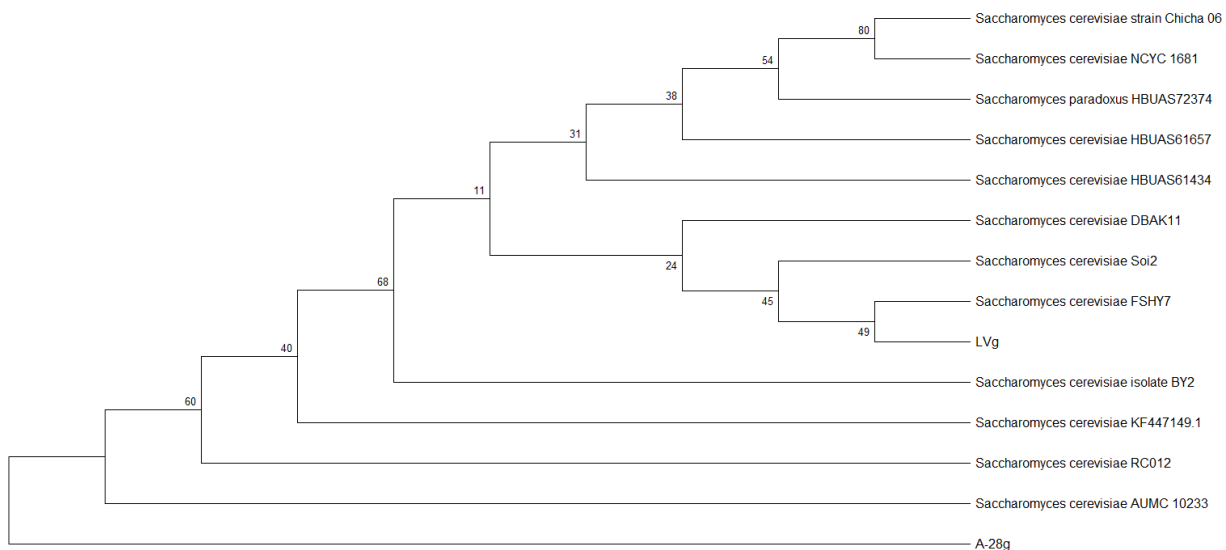 Saccharomyces cerevisiae strain Chicha 06
80
Saccharomyces cerevisiae NCYC 1681
54
Saccharomyces paradoxus HBUAS72374
38
Saccharomyces cerevisiae HBUAS61657
31
Saccharomyces cerevisiae HBUAS61434
11
Saccharomyces cerevisiae DBAK11
24
Saccharomyces cerevisiae Soi2
68
45
Saccharomyces cerevisiae FSHY7
49
LVg
40
Saccharomyces cerevisiae isolate BY2
60
Saccharomyces cerevisiae KF447149.1
Saccharomyces cerevisiae RC012
Saccharomyces cerevisiae AUMC 10233
A-28g